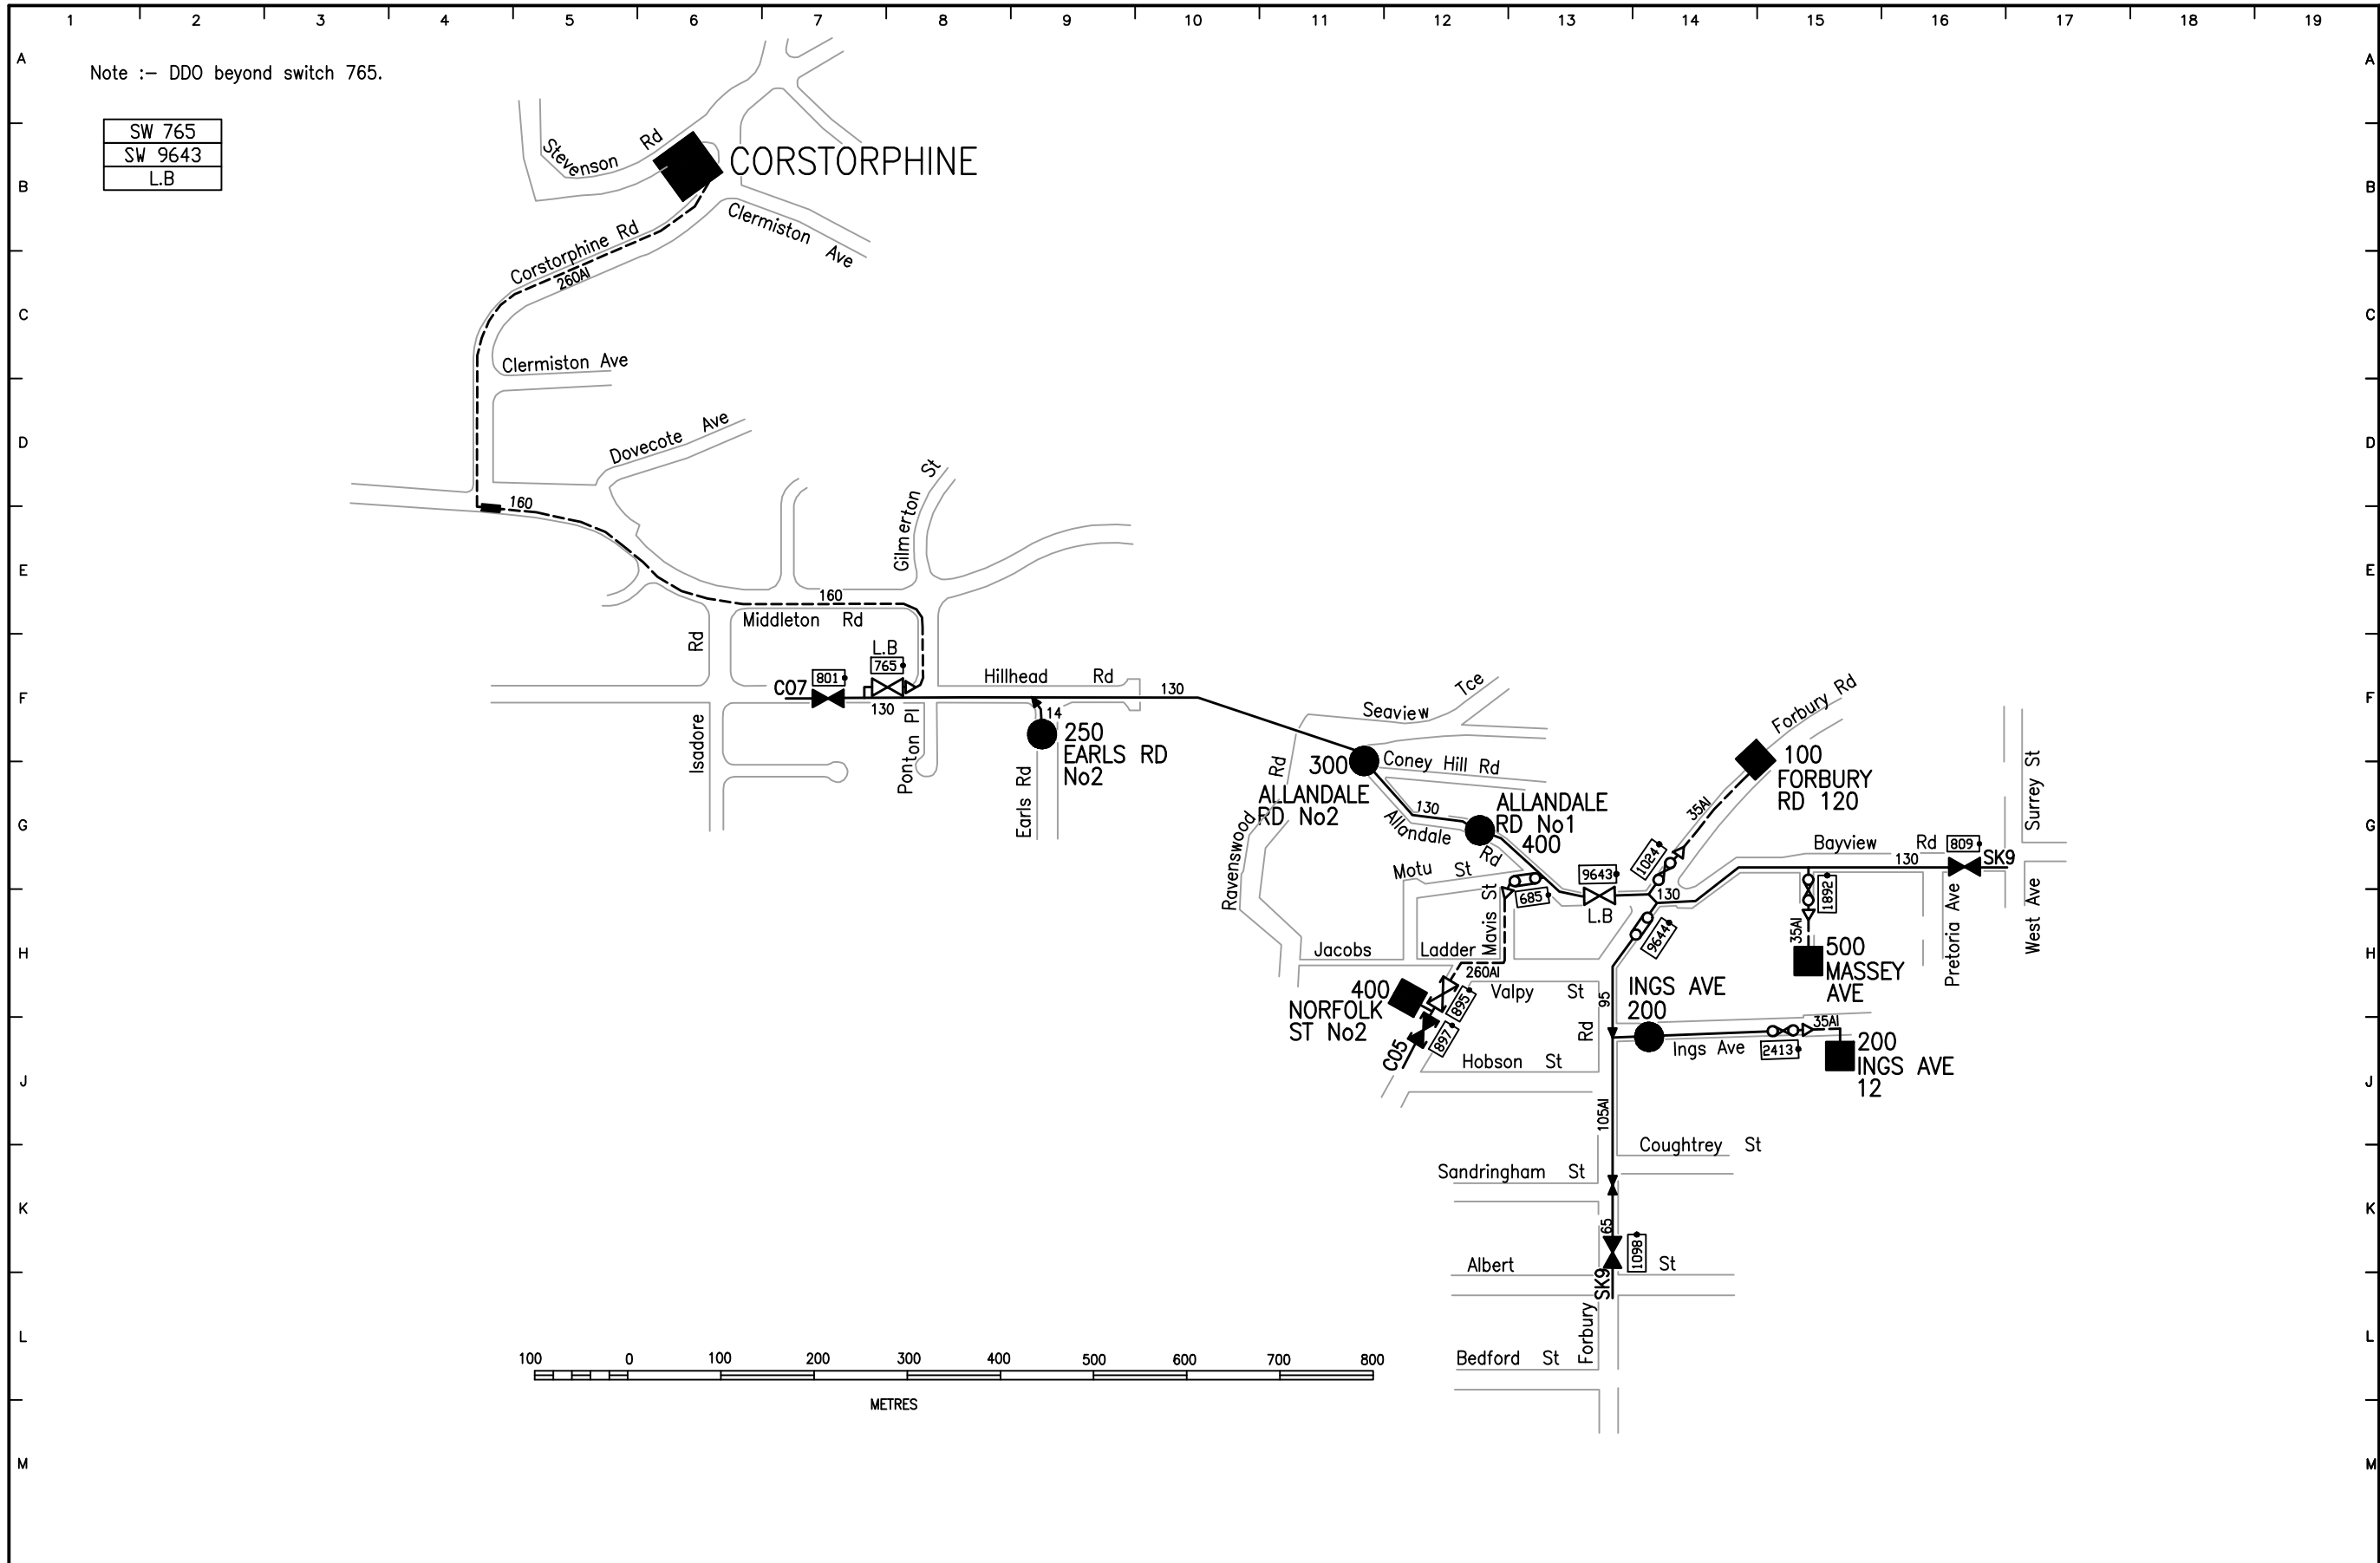 1 2 3 4 5 6 7 8 9 10 11 12 13 14 15 16 17 18 19
A A
Note :- DDO beyond switch 765.
SW 765
SW 9643
L.B
Stevenson Rd
CORSTORPHINE
B B
Clermiston Ave
Corstorphine Rd
260Al
C C
Clermiston Ave
Dovecote Ave
D D
Gilmerton St
160
E E
160
Middleton Rd
Isadore Rd
L.B
765
801
CO7
130
Ponton Pl
Hillhead Rd
130
F F
14
250
EARLS RD
No2
Earls Rd
Seaview Tce
Forbury Rd
Coney Hill Rd
300
ALLANDALE
RD No2
Ravenswood Rd
130
Allandale Rd
ALLANDALE
RD No1
400
100
FORBURY
RD 120
35Al
1024
Surrey St
G G
Bayview Rd
809
SK9
130
Motu St
9643
L.B
685
130
Mavis St
1892
35Al
9644
Pretoria Ave
West Ave
H H
Jacobs Ladder
260Al
500
MASSEY
AVE
400
NORFOLK
ST No2
895
897
CO5
Valpy St
95
INGS AVE
200
35Al
Rd
Ings Ave
2413
200
INGS AVE
12
Hobson St
J J
105Al
Coughtrey St
Sandringham St
K K
65
1098
Albert St
SK9
Forbury
L L
Bedford St
100 0 100 200 300 400 500 600 700 800
METRES
M M